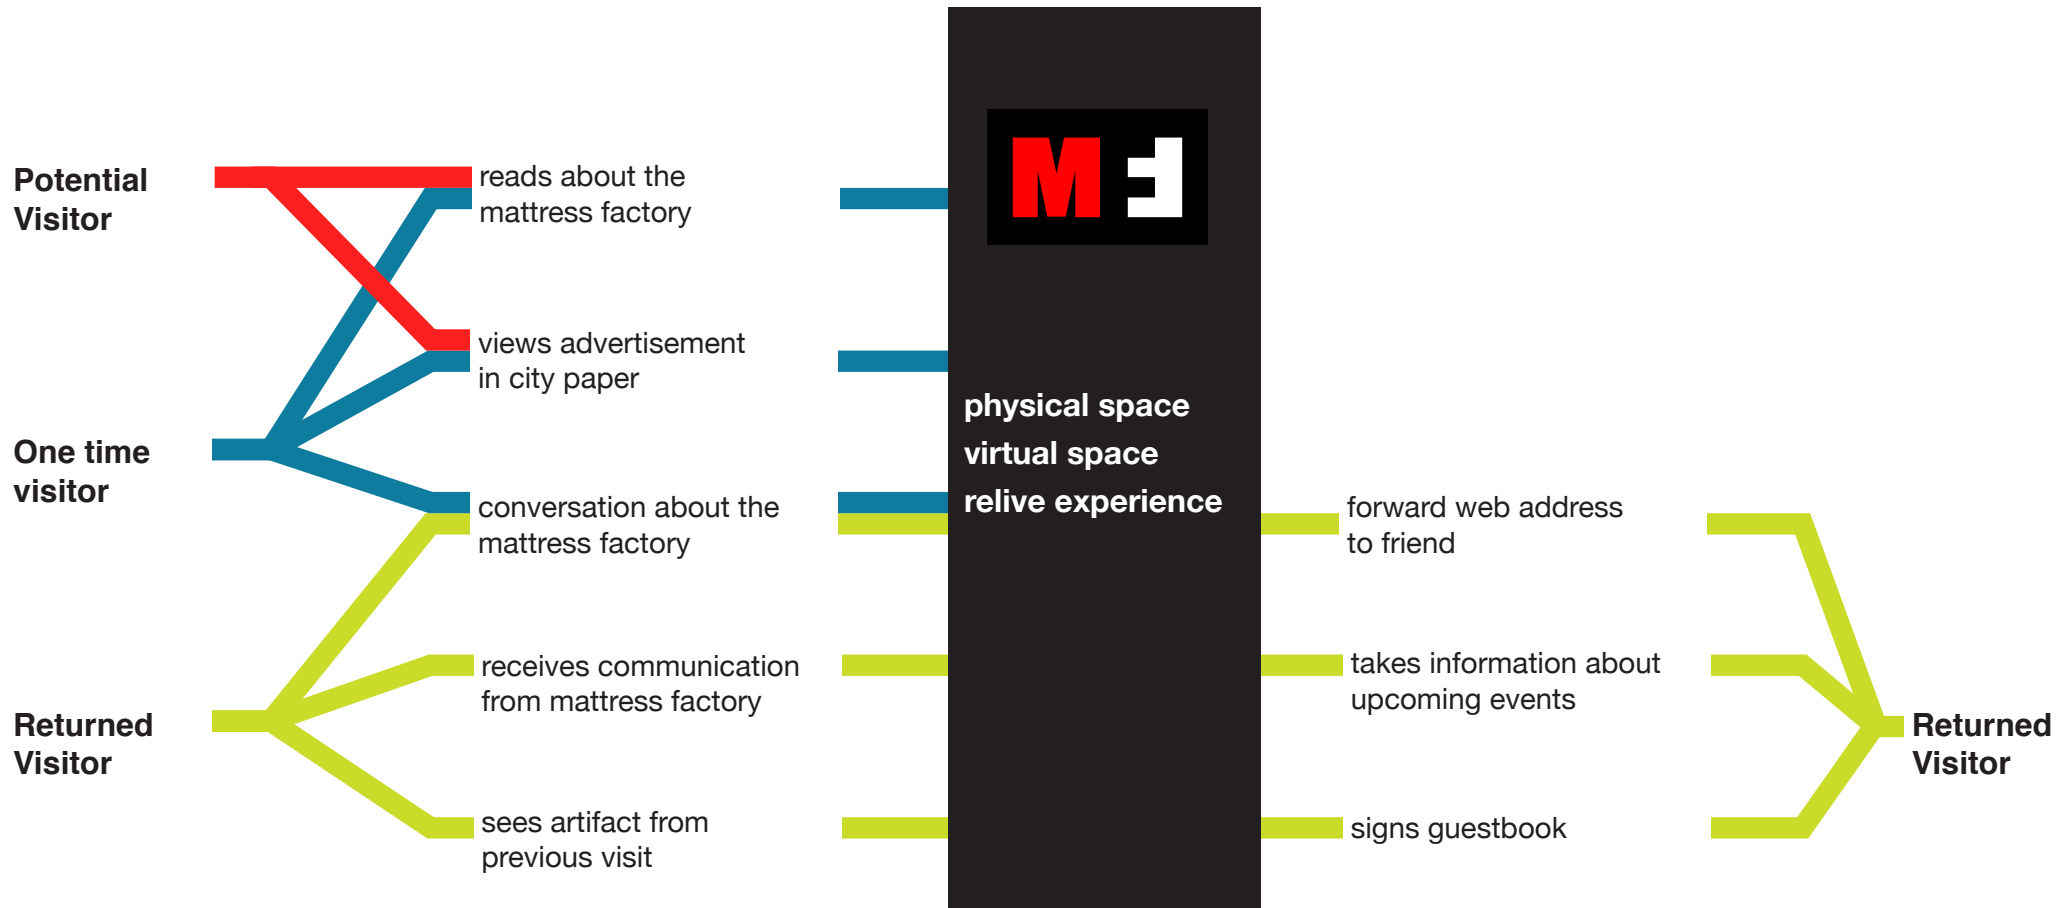 Potential
Visitor
One time
visitor
Returned
Visitor
reads about the
mattress factory
views advertisement
in city paper
conversation about the
mattress factory
receives communication
from mattress factory
sees artifact from
previous visit
MF
physical space
virtual space
relive experience
forward web address
to friend
takes information about
upcoming events
signs guestbook
Returned
Visitor